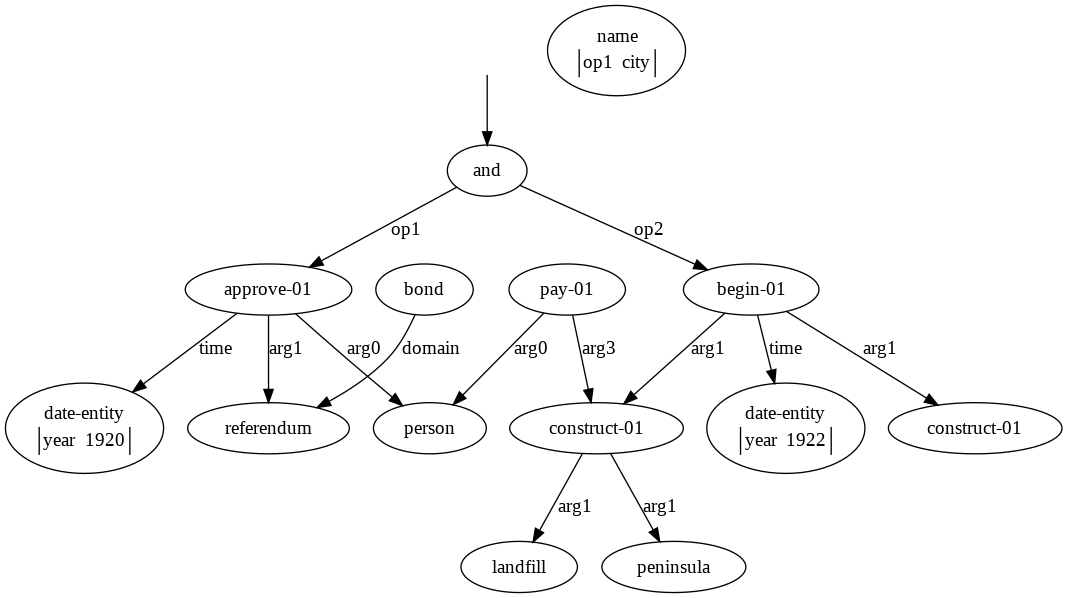 name
op1 city
and
op1
op2
approve-01
bond
pay-01
begin-01
time
arg1
arg0
domain
arg0
arg3
arg1
time
arg1
date-entity
year 1920
referendum
person
construct-01
date-entity
year 1922
construct-01
arg1
arg1
landfill
peninsula